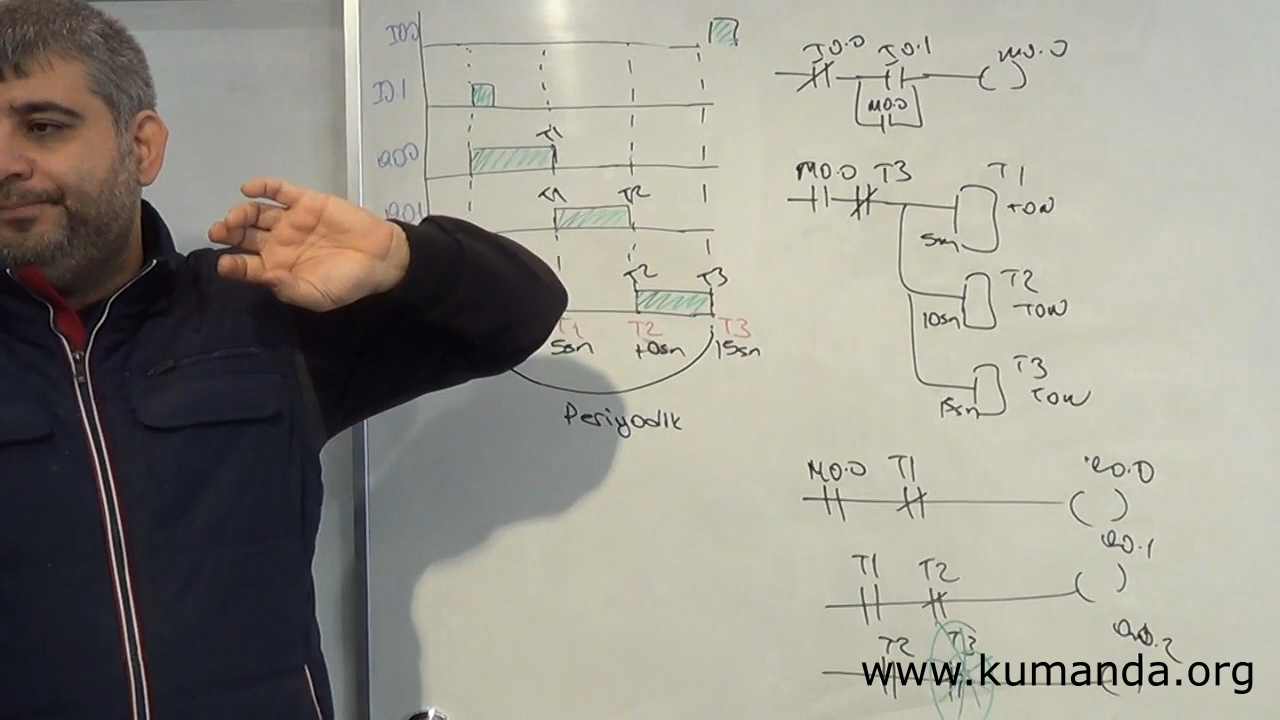 I0.0
I0.1
Q00
T1
Q01
T1 T2
T2 T3
T1 T2 T3
5sn 10sn 15sn
Periyodik
I0.0 I0.1 M0.0
M0.0
M0.0 T3 T1
TON
5sn
T2
10sn TON
T3
15sn TON
M0.0 T1 Q0.0
T1 T2 Q0.1
T2 T3 Q0.2
www.kumanda.org